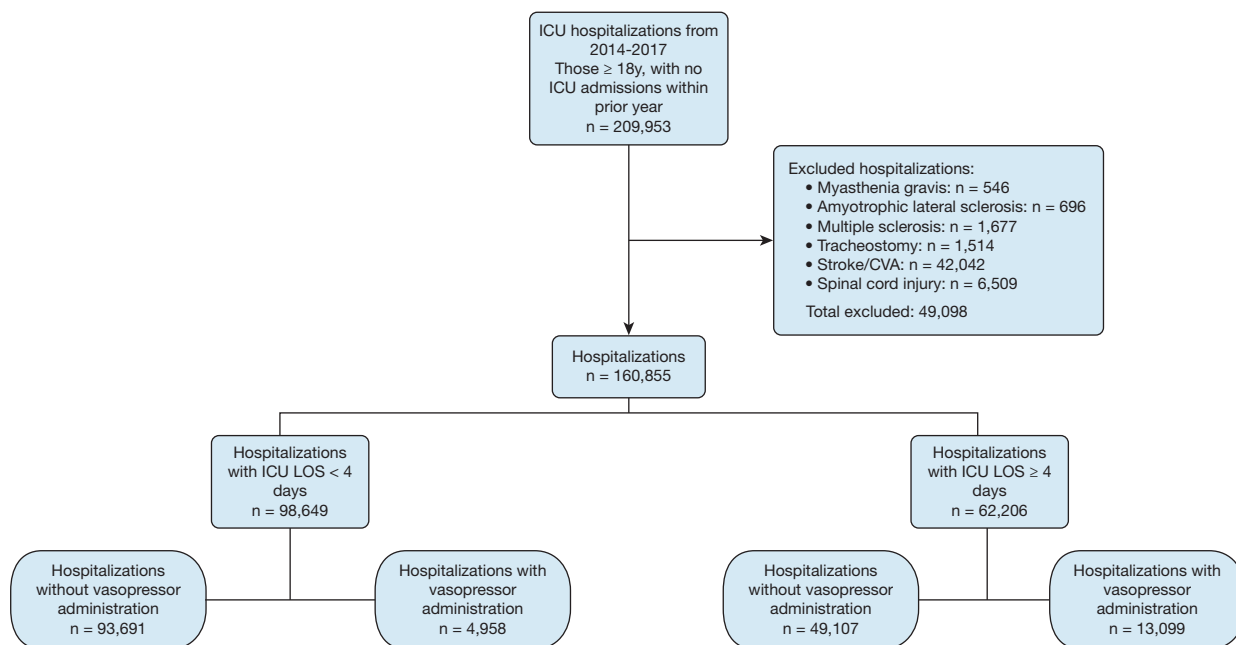 ICU hospitalizations from
2014-2017
Those ≥ 18y, with no
ICU admissions within
prior year
n = 209,953
Excluded hospitalizations:
• Myasthenia gravis: n = 546
• Amyotrophic lateral sclerosis: n = 696
• Multiple sclerosis: n = 1,677
• Tracheostomy: n = 1,514
• Stroke/CVA: n = 42,042
• Spinal cord injury: n = 6,509
Total excluded: 49,098
Hospitalizations
n = 160,855
Hospitalizations
with ICU LOS < 4
days
n = 98,649
Hospitalizations
with ICU LOS ≥ 4
days
n = 62,206
Hospitalizations
without vasopressor
administration
n = 93,691
Hospitalizations with
vasopressor
administration
n = 4,958
Hospitalizations
without vasopressor
administration
n = 49,107
Hospitalizations with
vasopressor
administration
n = 13,099